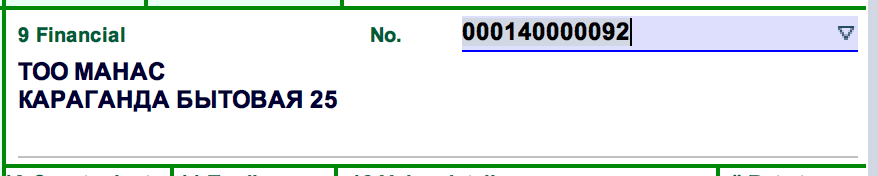 9 Financial No. 000140000092
ТОО МАНАС
КАРАГАНДА БЫТОВАЯ 25